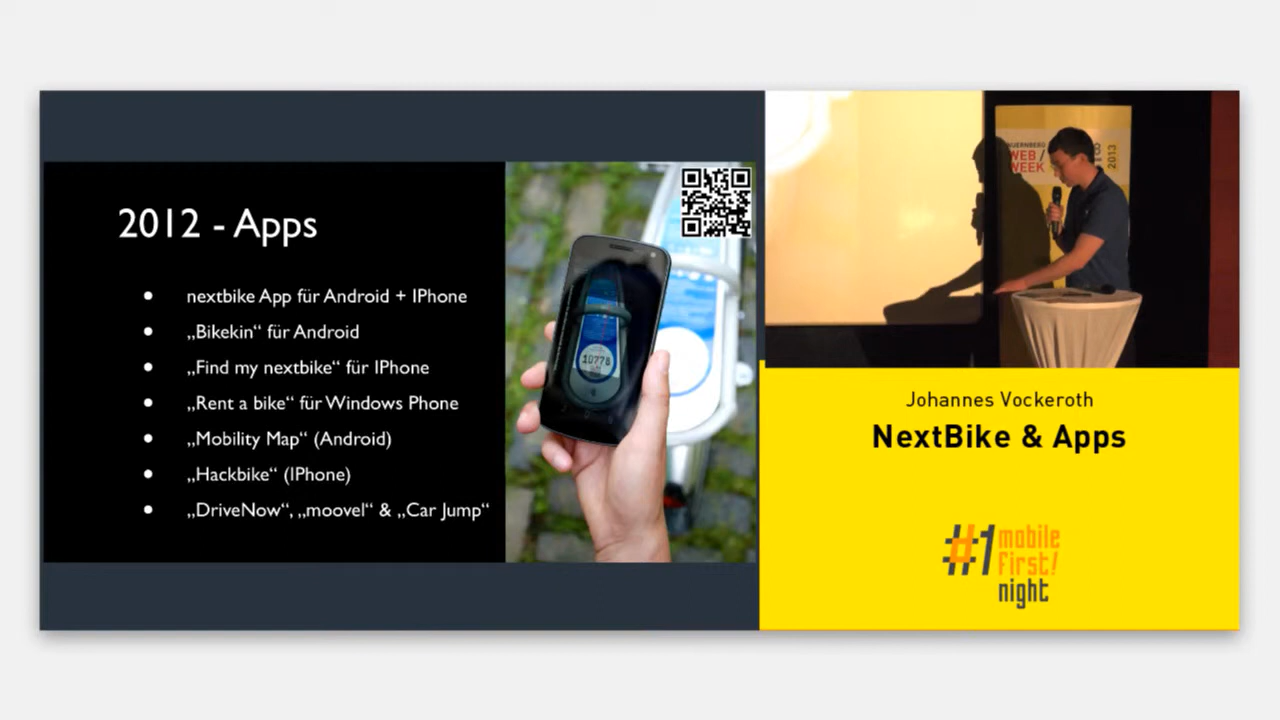 2012 - Apps
nextbike App für Android + IPhone
„Bikekin“ für Android
„Find my nextbike“ für IPhone
„Rent a bike“ für Windows Phone
„Mobility Map“ (Android)
„Hackbike“ (IPhone)
„DriveNow“, „moovel“ & „Car Jump“
10778
WEB/
WEEK
2013
Johannes Vockeroth
NextBike & Apps
#1 mobile
first!
night